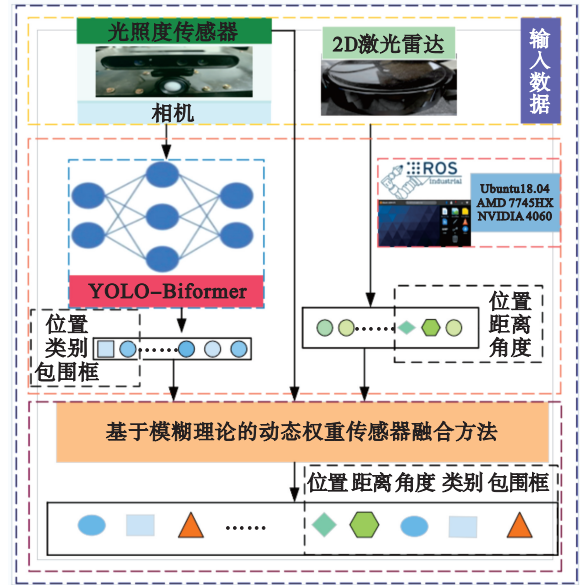 光照度传感器
相机
2D激光雷达
输入数据
ROS
Industrial
Ubuntu18.04
AMD 7745HX
NVIDIA 4060
YOLO-Biformer
位置
类别
包围框
······
位置
距离
角度
······
基于模糊理论的动态权重传感器融合方法
位置 距离 角度 类别 包围框
······